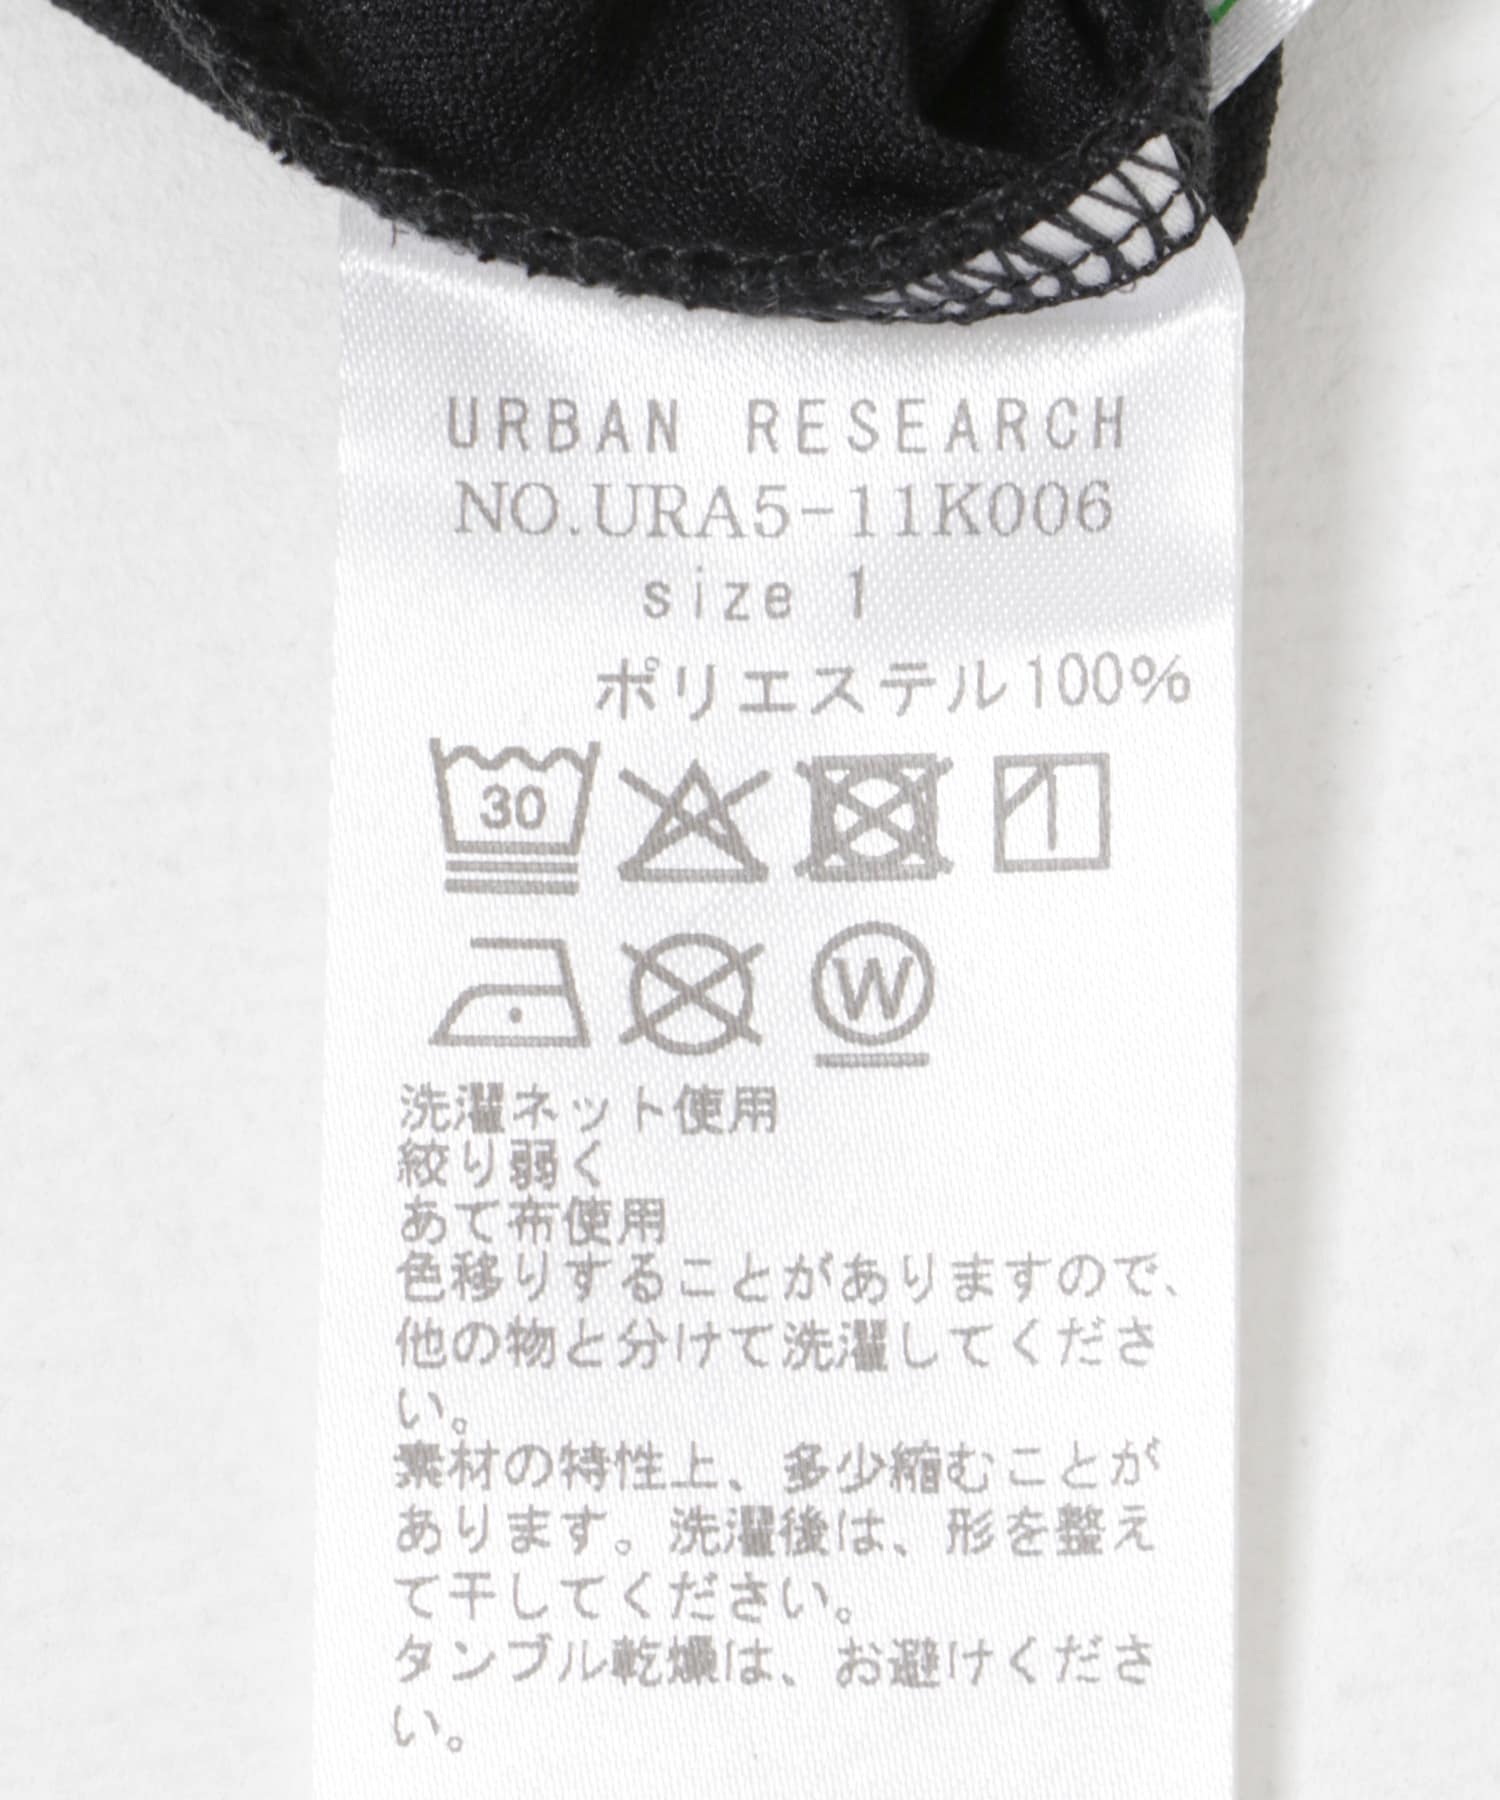 URBAN RESEARCH
NO.URA5-11K006
size 1
ポリエステル100%
30
W
洗濯ネット使用
絞り弱く
あて布使用
色移りすることがありますので、
他の物と分けて洗濯してくださ
い。
素材の特性上、多少縮むことが
あります。洗濯後は、形を整え
て干してください。
タンブル乾燥は、お避けくださ
い。